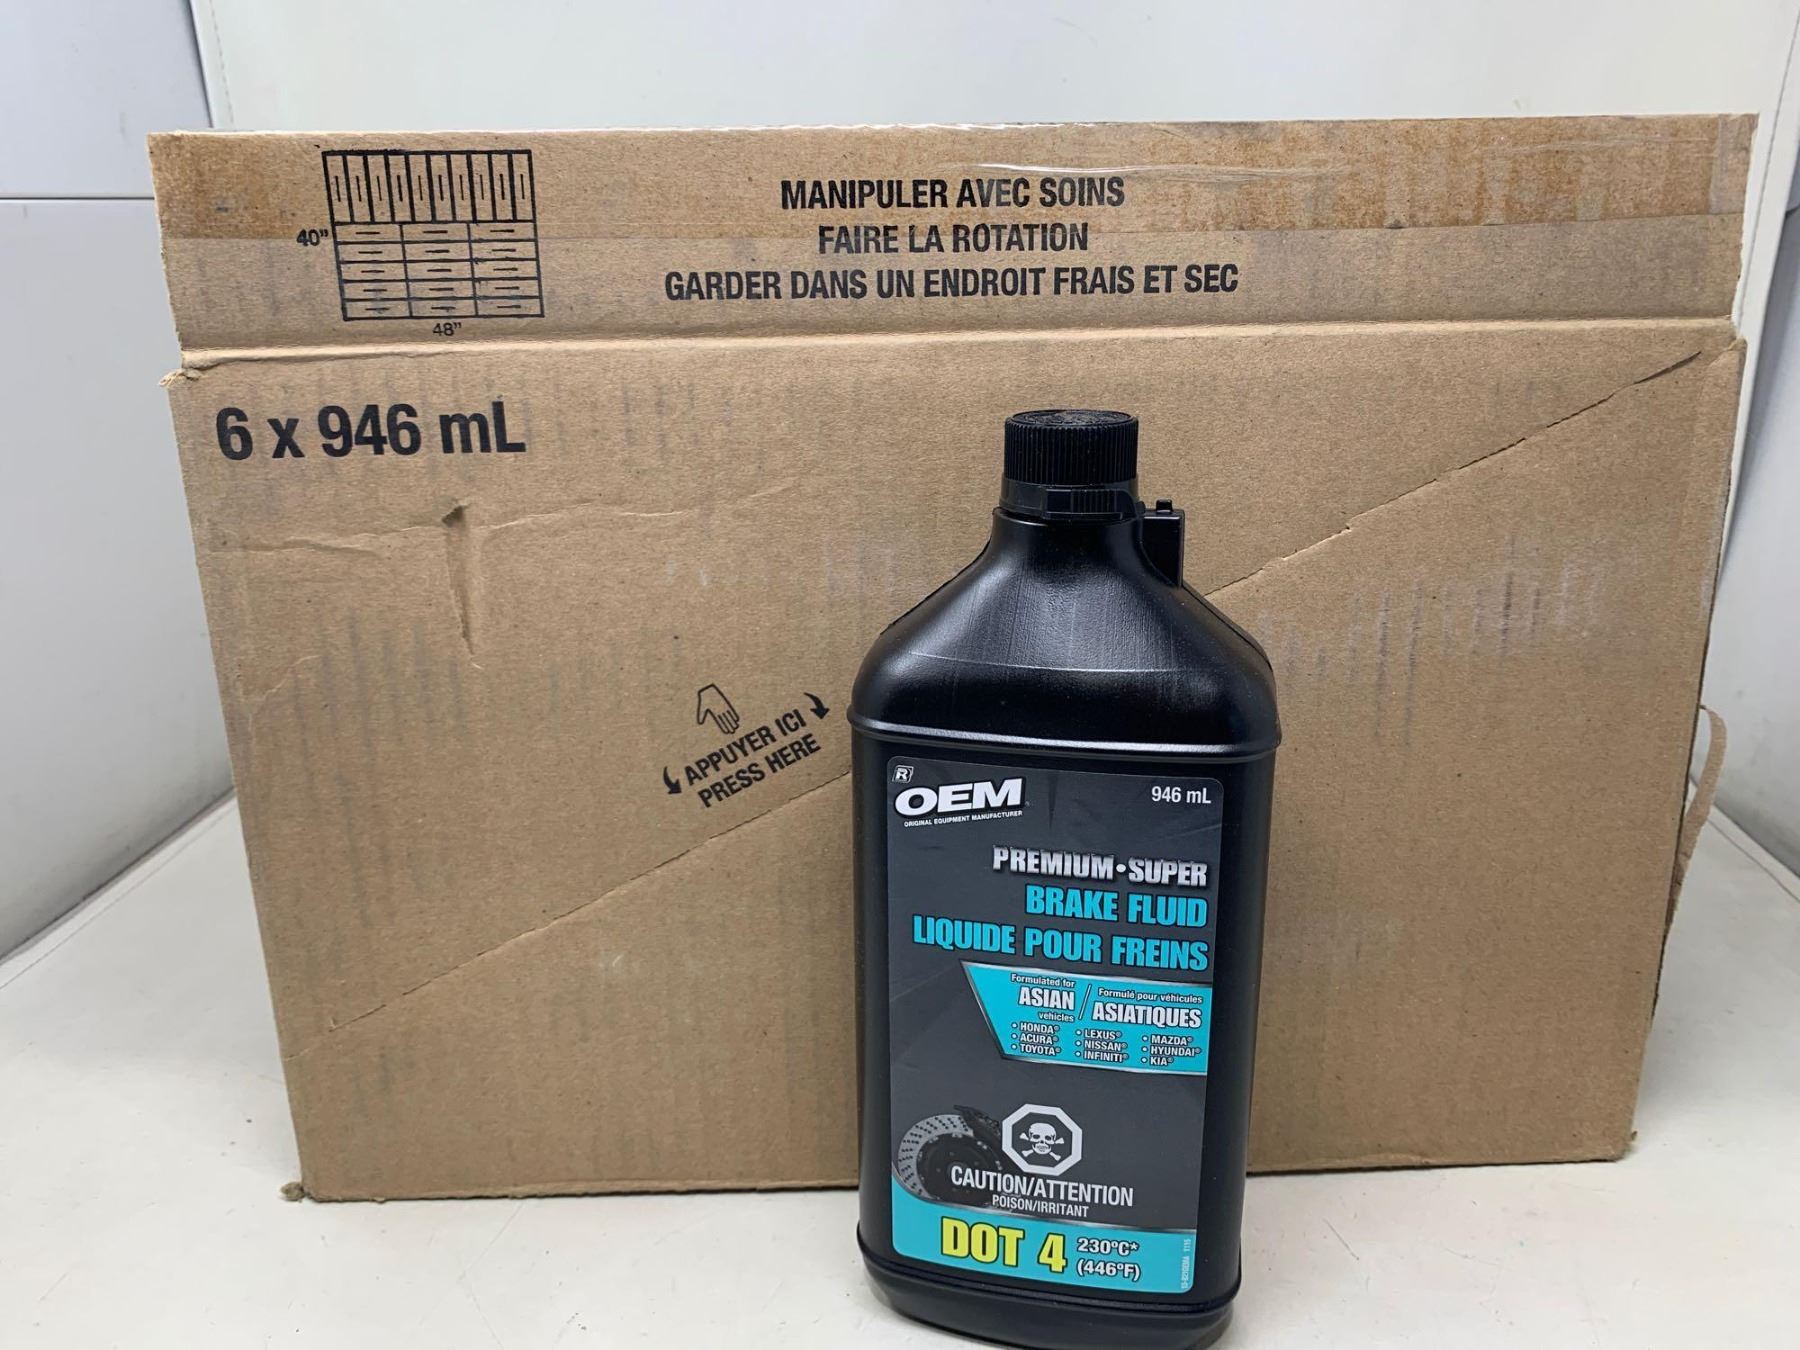 40"
48"
MANIPULER AVEC SOINS
FAIRE LA ROTATION
GARDER DANS UN ENDROIT FRAIS ET SEC
6 x 946 mL
APPUYER ICI
PRESS HERE
R
OEM
ORIGINAL EQUIPMENT MANUFACTURER
946 mL
PREMIUM•SUPER
BRAKE FLUID
LIQUIDE POUR FREINS
Formulated for
ASIAN
vehicles
Formulé pour véhicules
ASIATIQUES
• HONDA® • LEXUS® • MAZDA®
• ACURA® • NISSAN® • HYUNDAI®
• TOYOTA® • INFINITI® • KIA®
CAUTION/ATTENTION
POISON/IRRITANT
DOT 4
230°C*
(446°F)